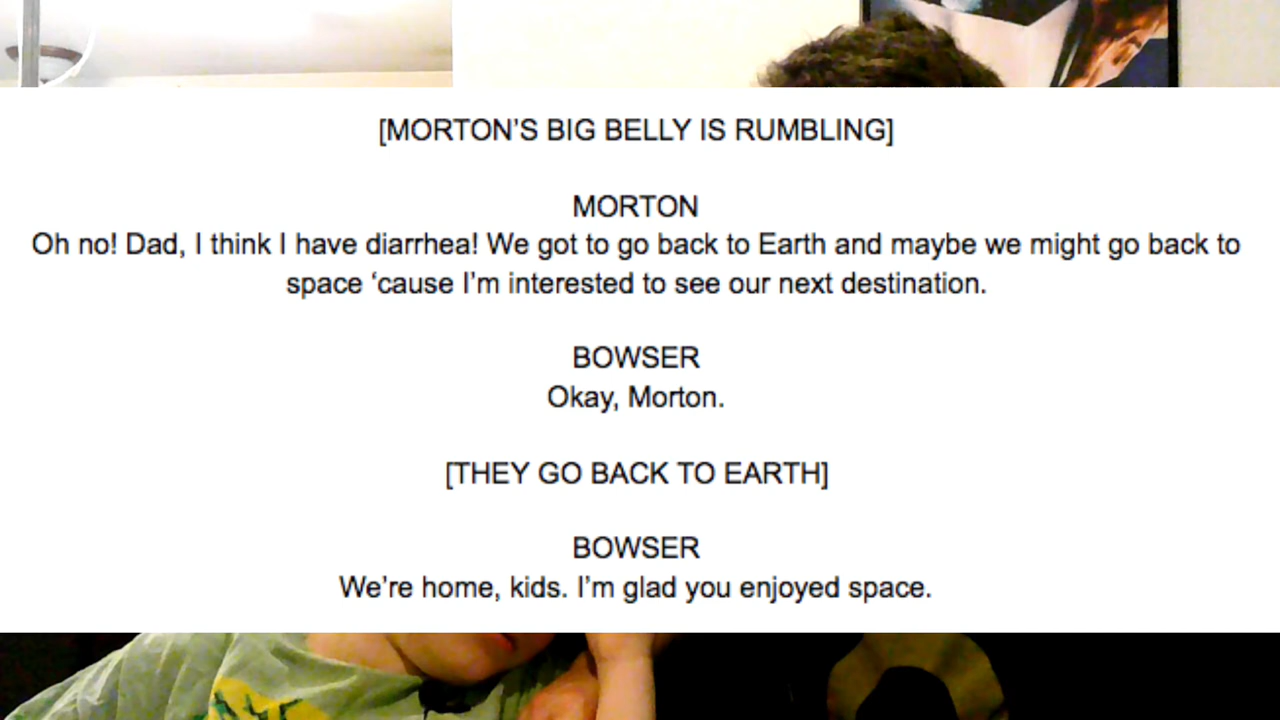 [MORTON’S BIG BELLY IS RUMBLING]
MORTON
Oh no! Dad, I think I have diarrhea! We got to go back to Earth and maybe we might go back to
space ‘cause I’m interested to see our next destination.
BOWSER
Okay, Morton.
[THEY GO BACK TO EARTH]
BOWSER
We’re home, kids. I’m glad you enjoyed space.